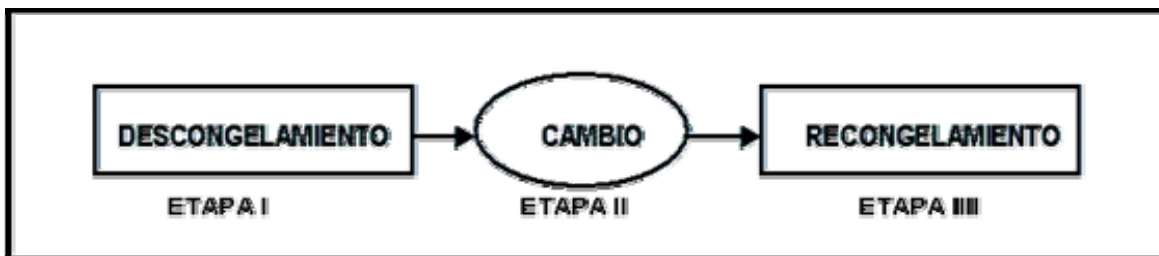 DESCONGELAMIENTO CAMBIO RECONGELAMIENTO
ETAPA I ETAPA II ETAPA III